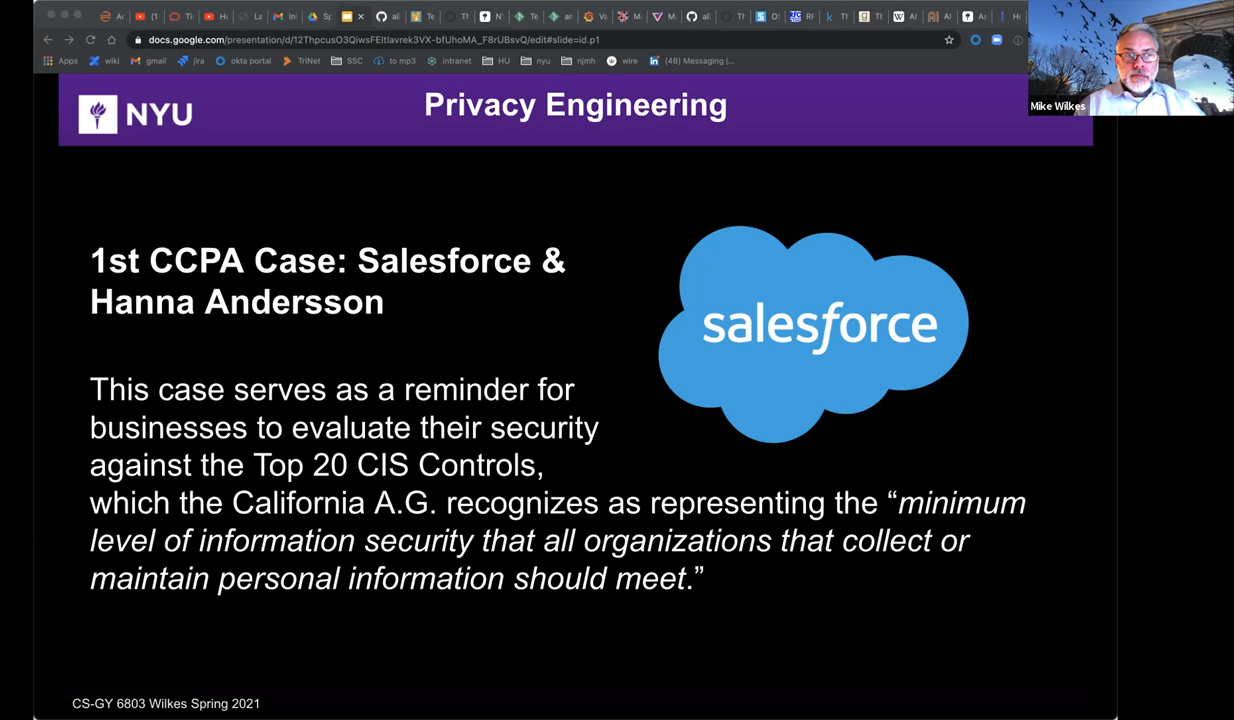 docs.google.com/presentation/d/12ThpcusO3QiwsFEItlavrek3VX-bfUhoMA_F8rUBsvQ/edit#slide=id.p1
Apps wiki gmail jira okta portal TriNet SSC to mp3 intranet HU nyu njmh wire (48) Messaging |...
Mike Wilkes
NYU
Privacy Engineering
1st CCPA Case: Salesforce &
Hanna Andersson
salesforce
This case serves as a reminder for
businesses to evaluate their security
against the Top 20 CIS Controls,
which the California A.G. recognizes as representing the “minimum
level of information security that all organizations that collect or
maintain personal information should meet.”
CS-GY 6803 Wilkes Spring 2021